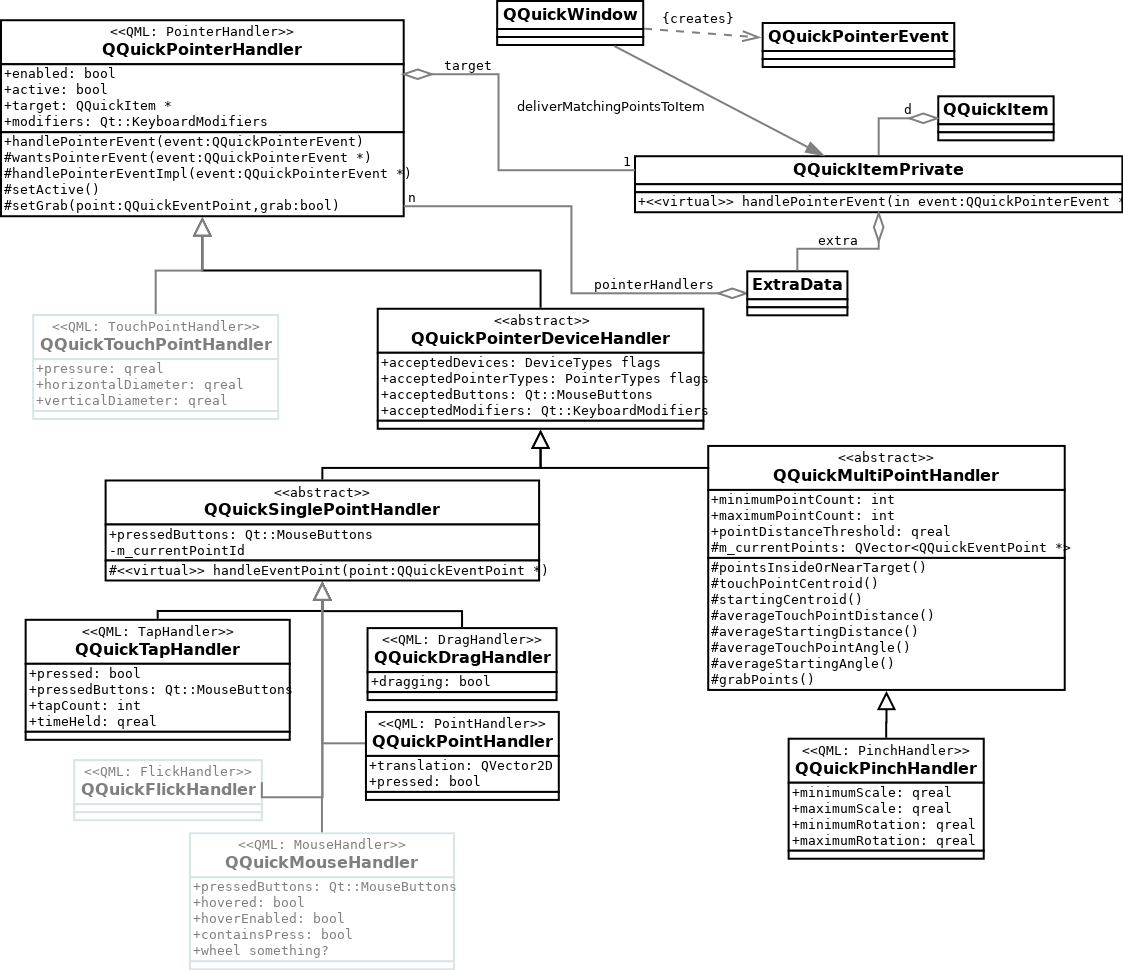 <<QML: PointerHandler>>
QQuickPointerHandler
+enabled: bool
+active: bool
+target: QQuickItem *
+modifiers: Qt::KeyboardModifiers
+handlePointerEvent(event:QQuickPointerEvent)
#wantsPointerEvent(event:QQuickPointerEvent *)
#handlePointerEventImpl(event:QQuickPointerEvent *)
#setActive()
#setGrab(point:QQuickEventPoint,grab:bool)
QQuickWindow
{creates}
QQuickPointerEvent
target
deliverMatchingPointsToItem
d
QQuickItem
1
QQuickItemPrivate
+<<virtual>> handlePointerEvent(in event:QQuickPointerEvent *
n
extra
pointerHandlers
ExtraData
<<QML: TouchPointHandler>>
QQuickTouchPointHandler
+pressure: qreal
+horizontalDiameter: qreal
+verticalDiameter: qreal
<<abstract>>
QQuickPointerDeviceHandler
+acceptedDevices: DeviceTypes flags
+acceptedPointerTypes: PointerTypes flags
+acceptedButtons: Qt::MouseButtons
+acceptedModifiers: Qt::KeyboardModifiers
<<abstract>>
QQuickSinglePointHandler
+pressedButtons: Qt::MouseButtons
-m_currentPointId
#<<virtual>> handleEventPoint(point:QQuickEventPoint *)
<<abstract>>
QQuickMultiPointHandler
+minimumPointCount: int
+maximumPointCount: int
+pointDistanceThreshold: qreal
#m_currentPoints: QVector<QQuickEventPoint *>
#pointsInsideOrNearTarget()
#touchPointCentroid()
#startingCentroid()
#averageTouchPointDistance()
#averageStartingDistance()
#averageTouchPointAngle()
#averageStartingAngle()
#grabPoints()
<<QML: TapHandler>>
QQuickTapHandler
+pressed: bool
+pressedButtons: Qt::MouseButtons
+tapCount: int
+timeHeld: qreal
<<QML: DragHandler>>
QQuickDragHandler
+dragging: bool
<<QML: PointHandler>>
QQuickPointHandler
+translation: QVector2D
+pressed: bool
<<QML: FlickHandler>>
QQuickFlickHandler
<<QML: PinchHandler>>
QQuickPinchHandler
+minimumScale: qreal
+maximumScale: qreal
+minimumRotation: qreal
+maximumRotation: qreal
<<QML: MouseHandler>>
QQuickMouseHandler
+pressedButtons: Qt::MouseButtons
+hovered: bool
+hoverEnabled: bool
+containsPress: bool
+wheel something?